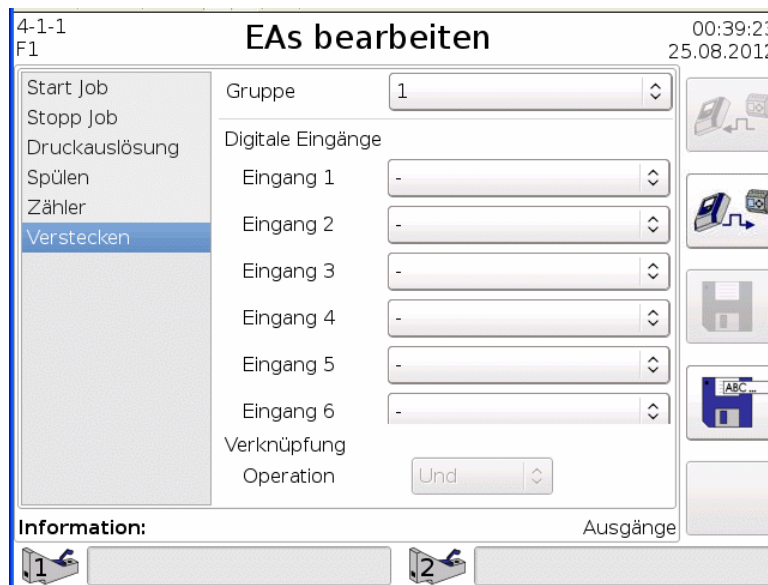 4-1-1
F1
EAs bearbeiten
00:39:23
25.08.2012
Start Job
Stopp Job
Druckauslösung
Spülen
Zähler
Verstecken
Gruppe 1
Digitale Eingänge
Eingang 1 -
Eingang 2 -
Eingang 3 -
Eingang 4 -
Eingang 5 -
Eingang 6 -
Verknüpfung
Operation Und
ABC...
Information:
Ausgänge
1
2